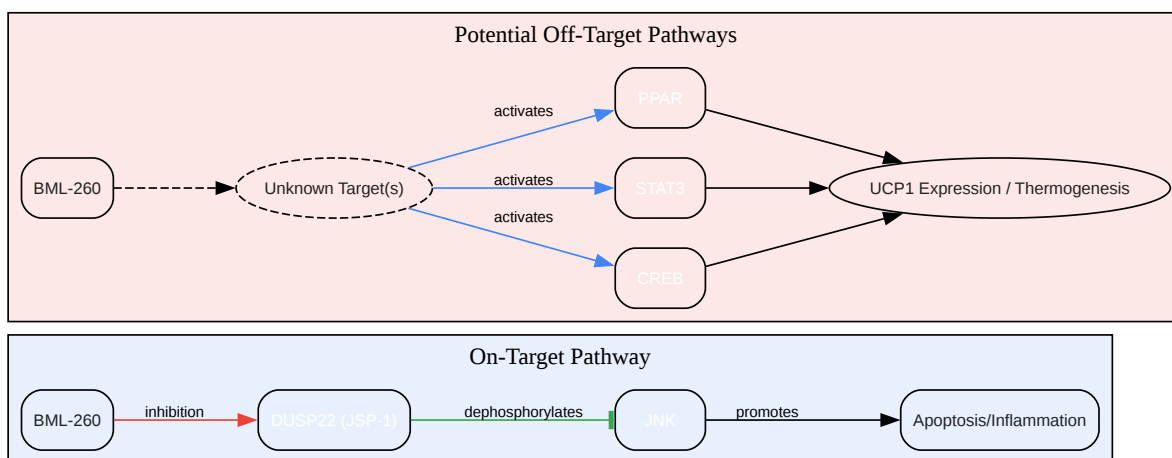 Potential Off-Target Pathways
BML-260
Unknown Target(s)
activates
activates
activates
PPAR
STAT3
CREB
UCP1 Expression / Thermogenesis
On-Target Pathway
BML-260
inhibition
DUSP22 (JSP-1)
dephosphorylates
JNK
promotes
Apoptosis/Inflammation